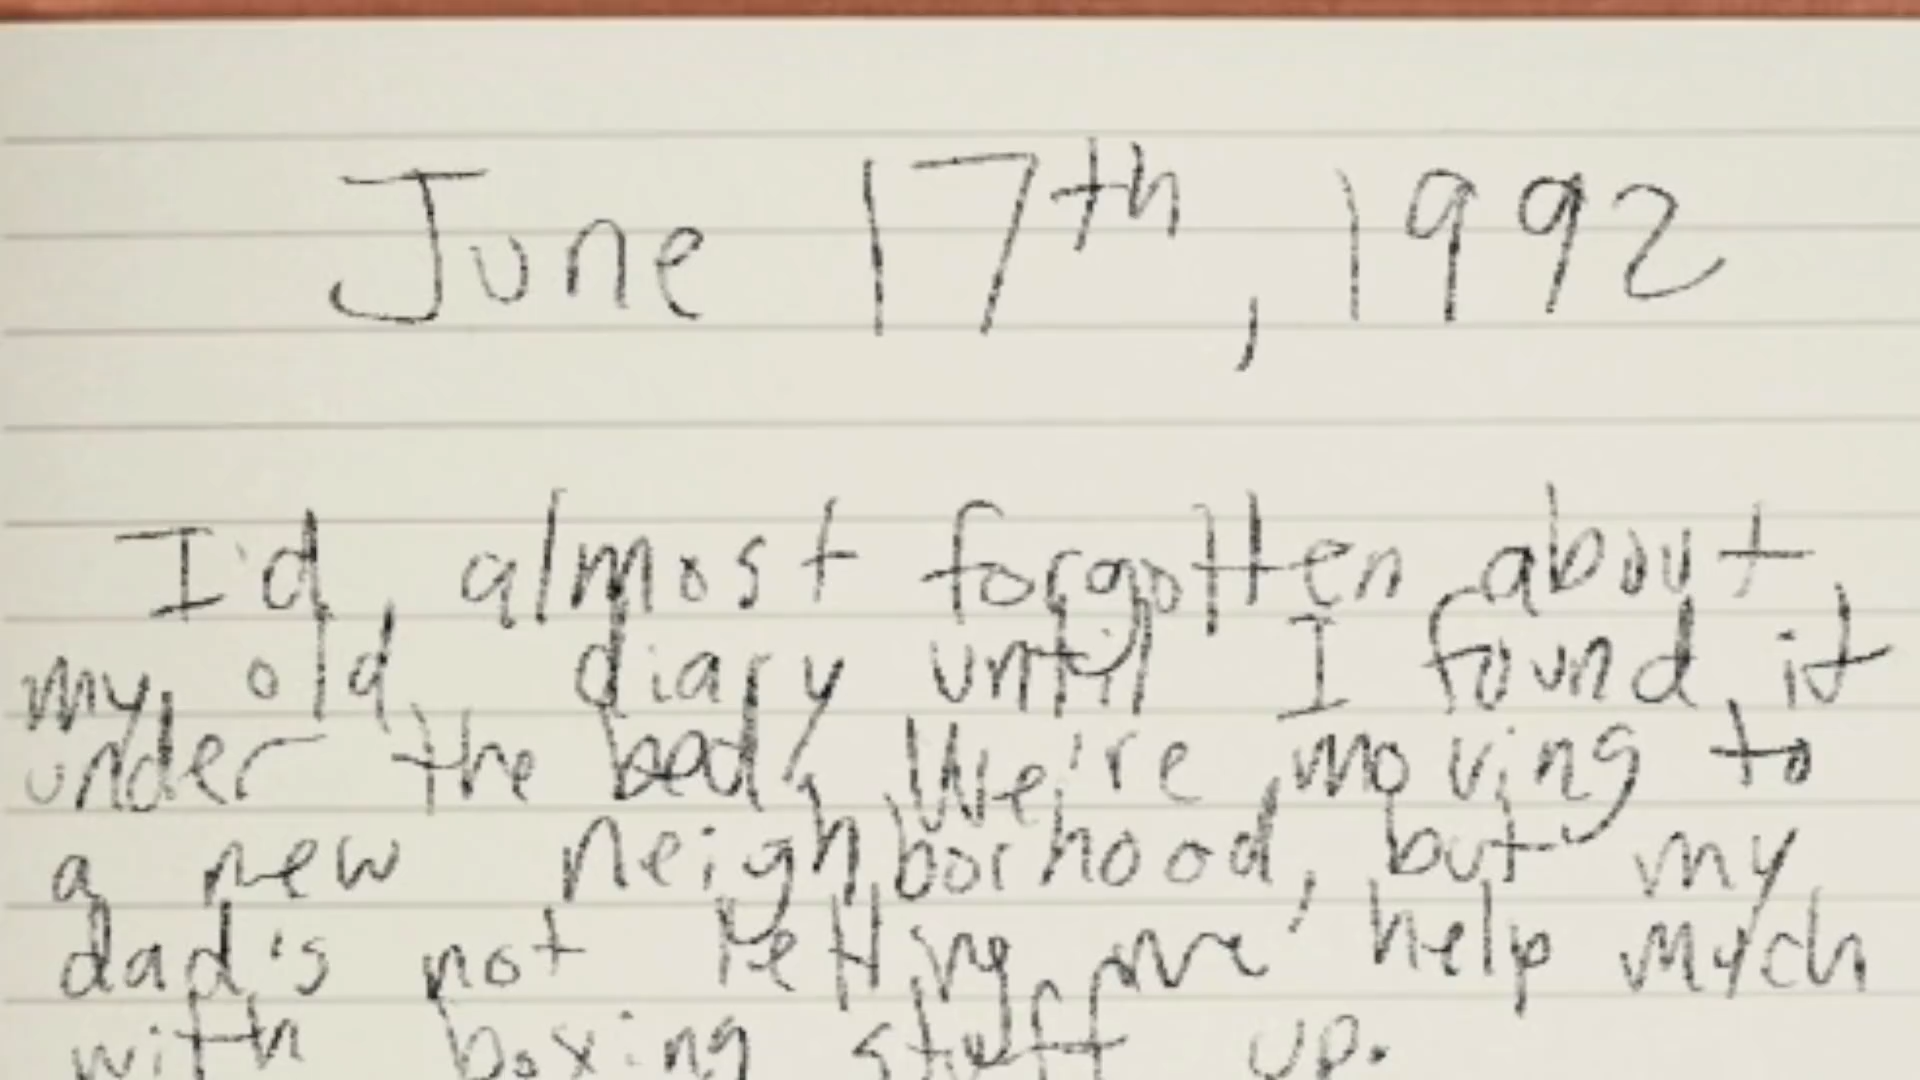 June 17th, 1992
I'd almost forgotten about
my old diary until I found it
under the bed. We're moving to
a new neighborhood, but my
dad's not letting me help much
with boxing stuff up.